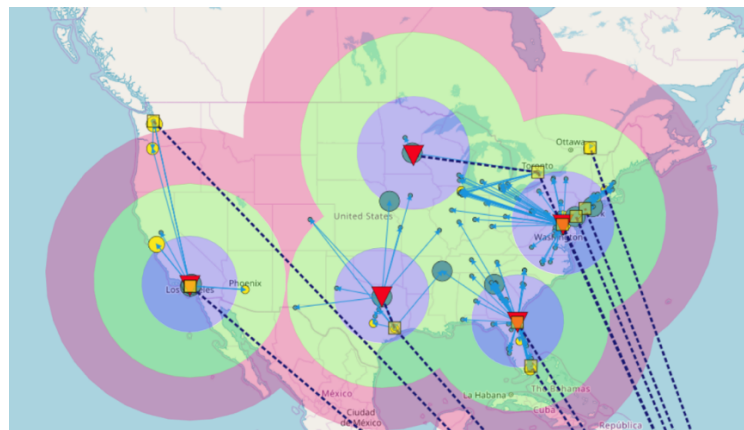 Ottawa
Toronto
United States
Washington
Los Angeles
Phoenix
México
La Habana
The Bahamas
Ciudad
de México
Cuba
República